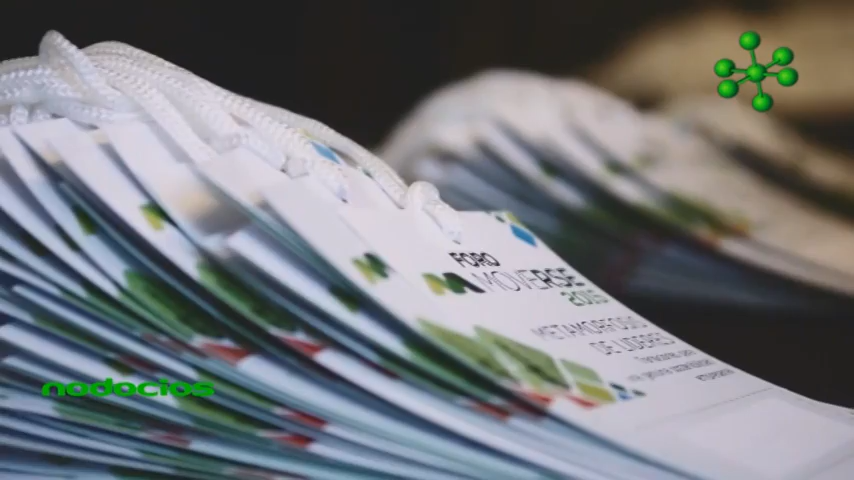 FORO
MOVERSE
2015
METAMORFOSIS
DE LÍDERES
nodocios